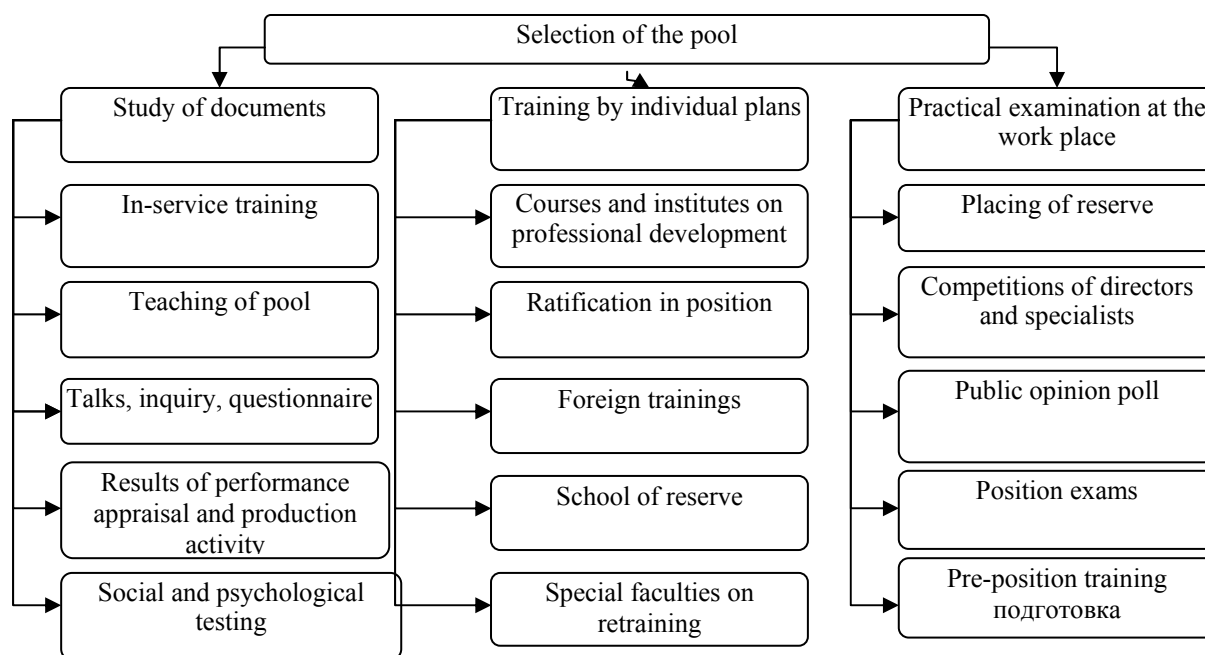 Selection of the pool
Study of documents
In-service training
Teaching of pool
Talks, inquiry, questionnaire
Results of performance
appraisal and production
activity
Social and psychological
testing
Training by individual plans
Courses and institutes on
professional development
Ratification in position
Foreign trainings
School of reserve
Special faculties on
retraining
Practical examination at the
work place
Placing of reserve
Competitions of directors
and specialists
Public opinion poll
Position exams
Pre-position training
подготовка